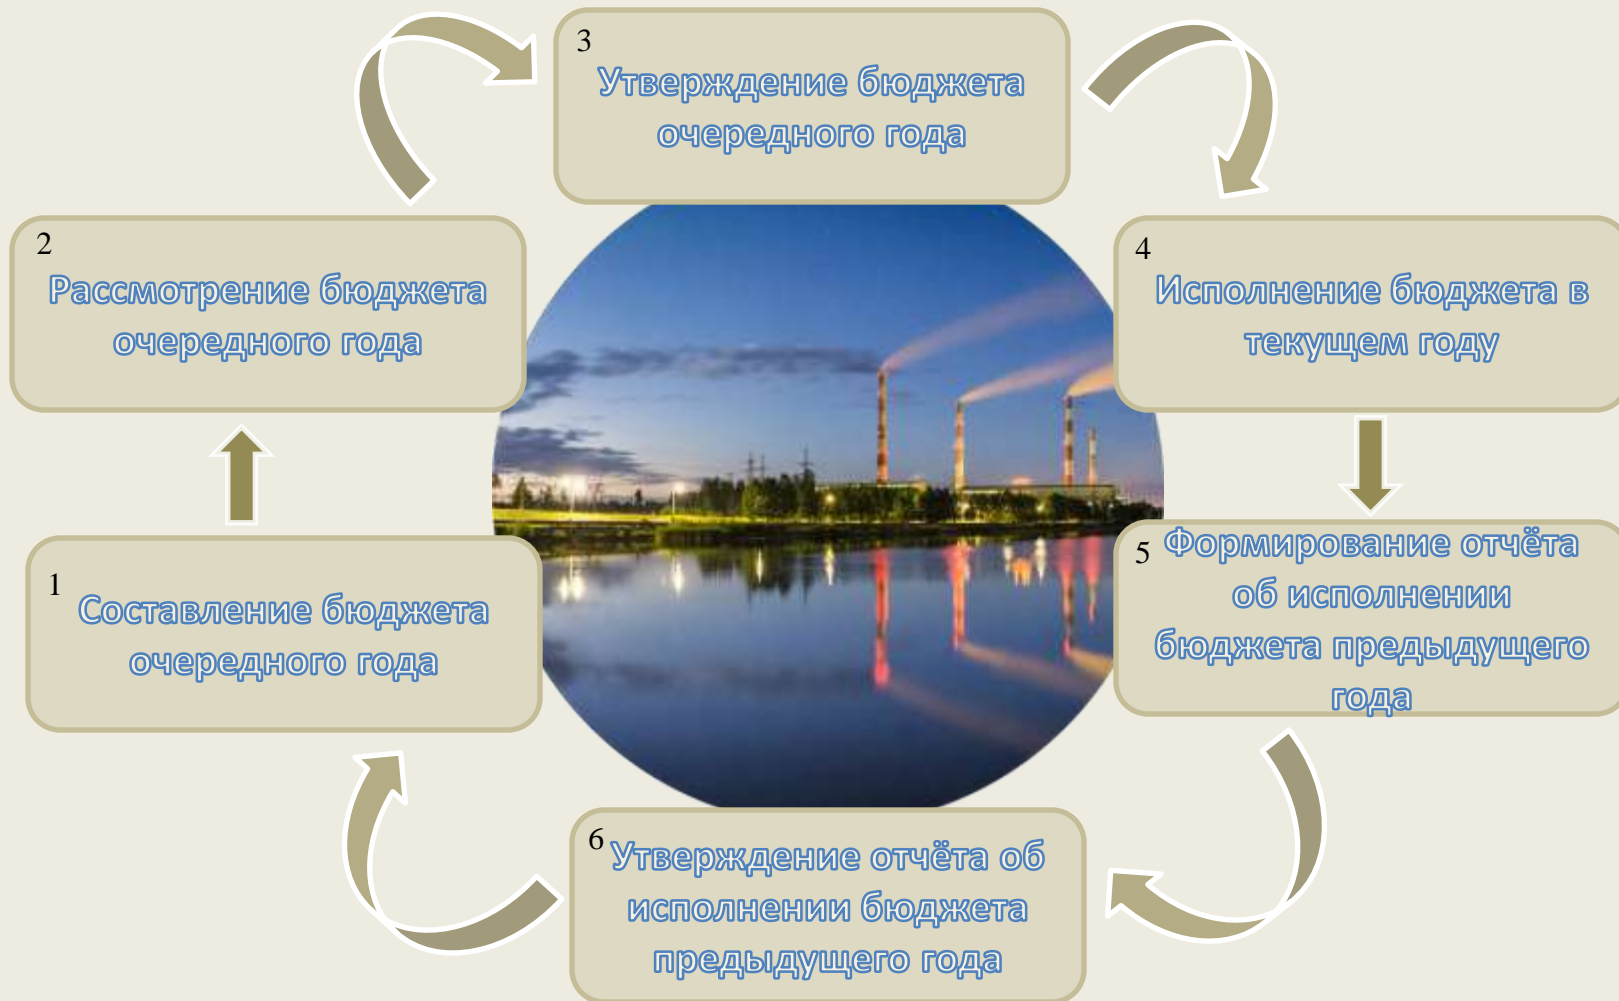 1
Составление бюджета
очередного года
2
Рассмотрение бюджета
очередного года
3
Утверждение бюджета
очередного года
4
Исполнение бюджета в
текущем году
5
Формирование отчёта
об исполнении
бюджета предыдущего
года
6
Утверждение отчёта об
исполнении бюджета
предыдущего года